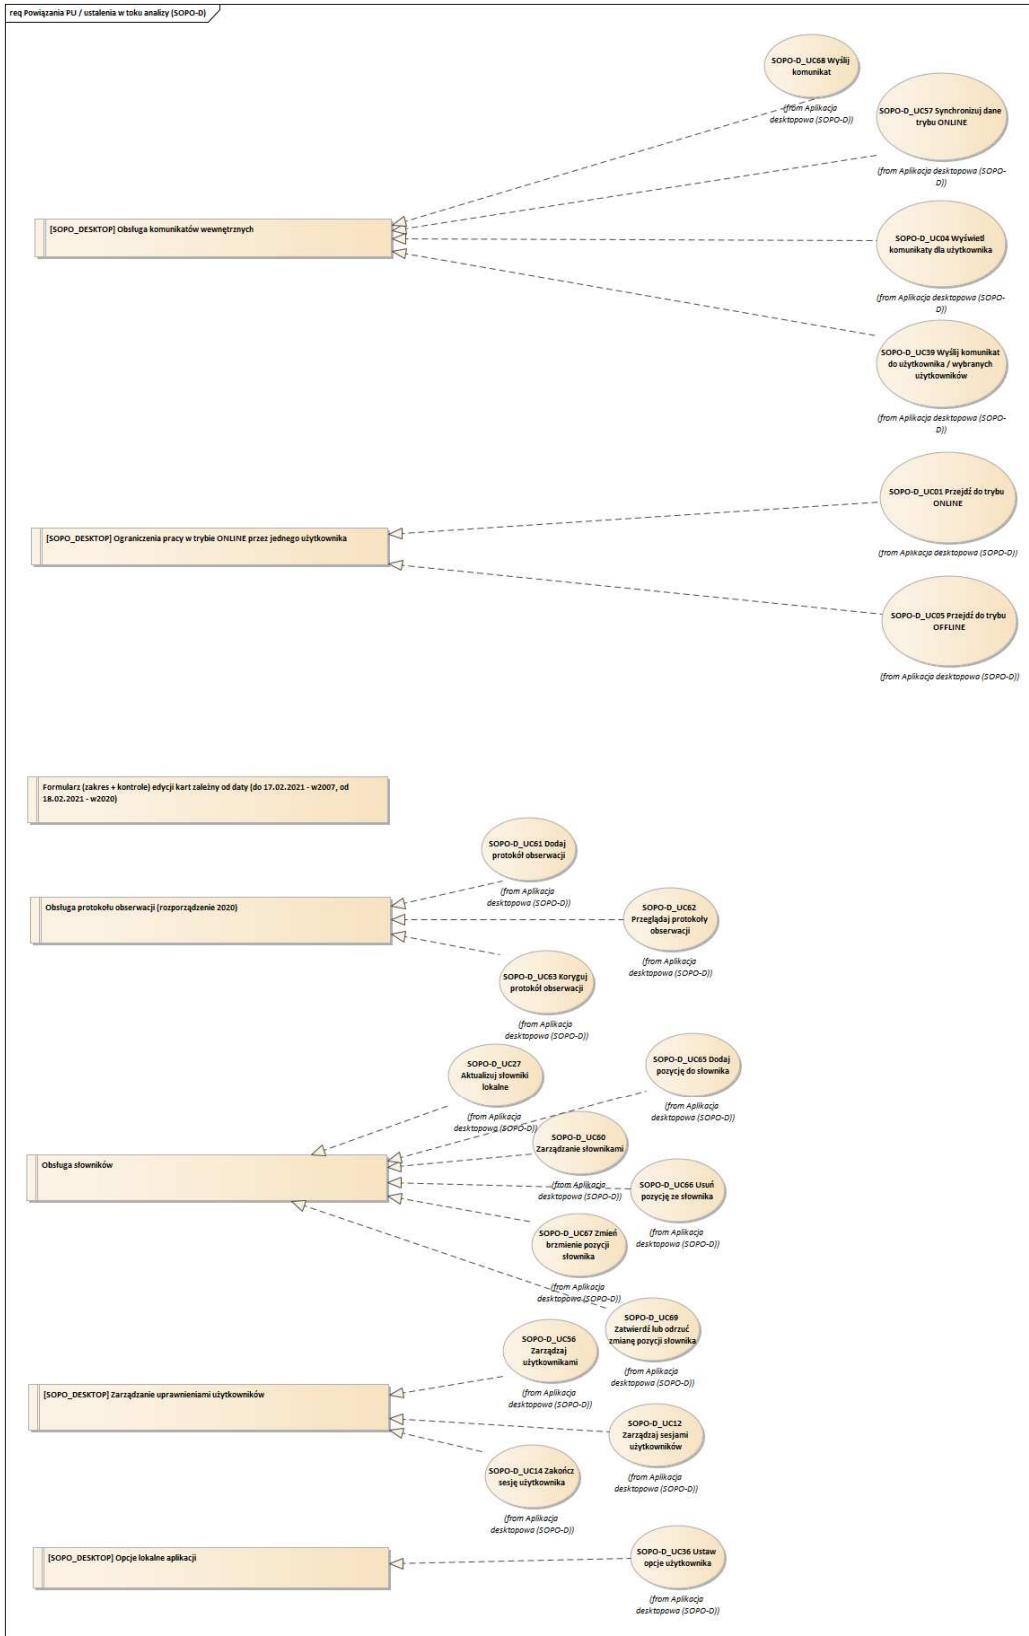 req Powiązania PU / ustalenia w toku analizy (SOPO-D)
SOPO-D_UC68 Wyślij
komunikat
(from Aplikacja
desktopowa (SOPO-D))
SOPO-D_UC57 Synchronizuj dane
trybu ONLINE
(from Aplikacja desktopowa (SOPO-
D))
[SOPO_DESKTOP] Obsługa komunikatów wewnętrznych
SOPO-D_UC04 Wyświetl
komunikaty dla użytkownika
(from Aplikacja desktopowa (SOPO-
D))
SOPO-D_UC39 Wyślij komunikat
do użytkownika / wybranych
użytkowników
(from Aplikacja desktopowa (SOPO-
D))
SOPO-D_UC01 Przejdź do trybu
ONLINE
(from Aplikacja desktopowa (SOPO-D))
[SOPO_DESKTOP] Ograniczenia pracy w trybie ONLINE przez jednego użytkownika
SOPO-D_UC05 Przejdź do trybu
OFFLINE
(from Aplikacja desktopowa (SOPO-D))
Formularz (zakres + kontrole) edycji kart zależny od daty (do 17.02.2021 - w2007, od
18.02.2021 - w2020)
SOPO-D_UC61 Dodaj
protokół obserwacji
(from Aplikacja
desktopowa (SOPO-D))
Obsługa protokołu obserwacji (rozporządzenie 2020)
SOPO-D_UC62
Przeglądaj protokoły
obserwacji
(from Aplikacja
desktopowa (SOPO-D))
SOPO-D_UC63 Koryguj
protokół obserwacji
(from Aplikacja
desktopowa (SOPO-D))
SOPO-D_UC27
Aktualizuj słowniki
lokalne
(from Aplikacja
desktopowa (SOPO-D))
SOPO-D_UC65 Dodaj
pozycję do słownika
(from Aplikacja
desktopowa (SOPO-D))
SOPO-D_UC60
Zarządzanie słownikami
(from Aplikacja
desktopowa (SOPO-D))
Obsługa słowników
SOPO-D_UC66 Usuń
pozycję ze słownika
(from Aplikacja
desktopowa (SOPO-D))
SOPO-D_UC67 Zmień
brzmienie pozycji
słownika
(from Aplikacja
desktopowa (SOPO-D))
SOPO-D_UC69
Zatwierdź lub odrzuć
zmianę pozycji słownika
(from Aplikacja
desktopowa (SOPO-D))
SOPO-D_UC56
Zarządzaj
użytkownikami
(from Aplikacja
desktopowa (SOPO-D))
[SOPO_DESKTOP] Zarządzanie uprawnieniami użytkowników
SOPO-D_UC12
Zarządzaj sesjami
użytkowników
(from Aplikacja
desktopowa (SOPO-D))
SOPO-D_UC14 Zakończ
sesję użytkownika
(from Aplikacja
desktopowa (SOPO-D))
[SOPO_DESKTOP] Opcje lokalne aplikacji
SOPO-D_UC36 Ustaw
opcje użytkownika
(from Aplikacja
desktopowa (SOPO-D))